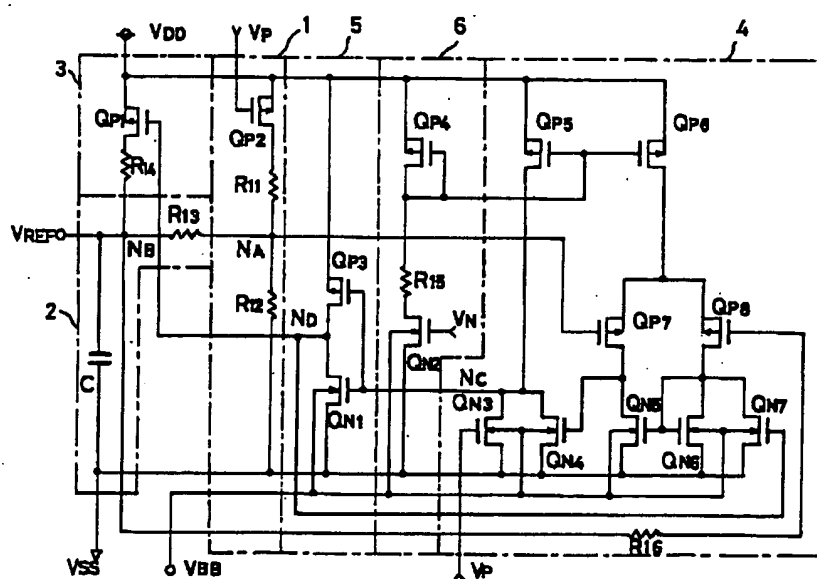 VDD VP 1 5 6 4
3
QP1 QP2 QP4 QP5 QP6
R14 R11
VREF NB R13 NA
QP3 R15
2 R12 ND VN QP7 QP8
C QN2 NC
QN1 QN3 QN4 QN5 QN6 QN7
R16
VSS VBB VP